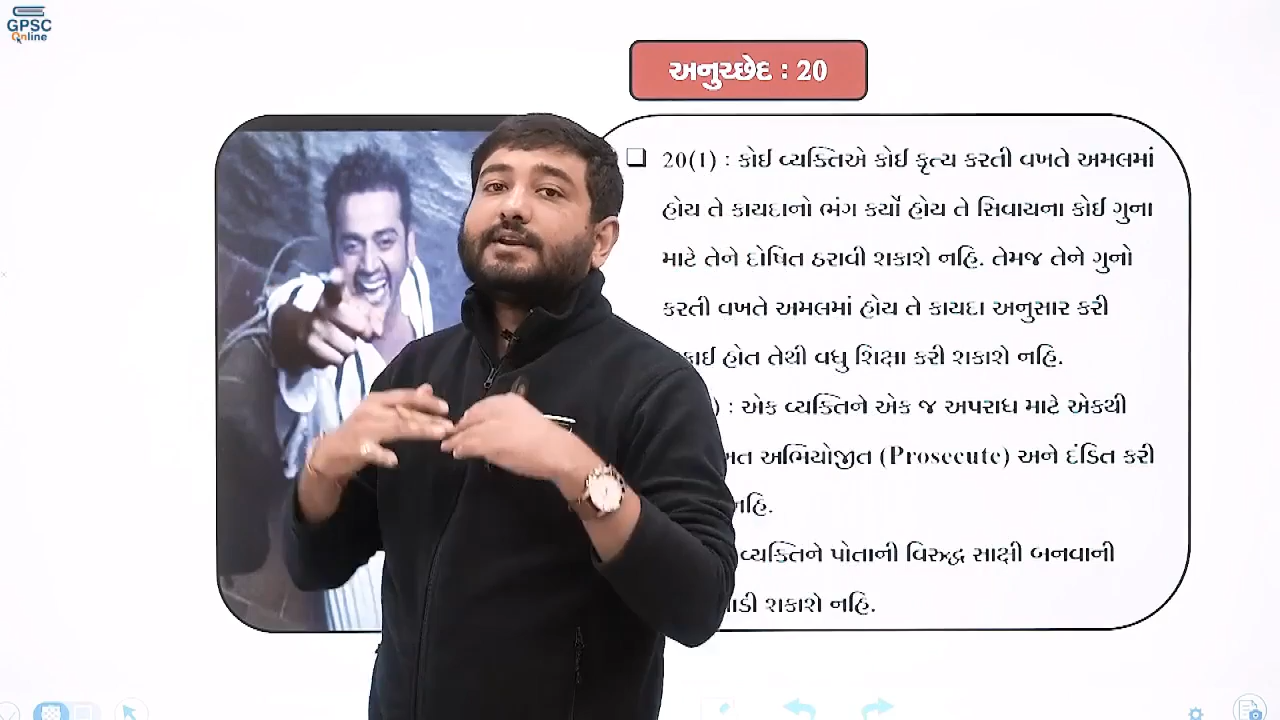 GPSC
Online
અનુચ્છેદ : 20
20(1) : કોઈ વ્યક્તિએ કોઈ કૃત્ય કરતી વખતે અમલમાં
હોય તે કાયદાનો ભંગ કર્યો હોય તે સિવાયના કોઈ ગુના
માટે તેને દોષિત ઠરાવી શકાશે નહિ. તેમજ તેને ગુનો
કરતી વખતે અમલમાં હોય તે કાયદા અનુસાર કરી
હોત તેથી વધુ શિક્ષા કરી શકાશે નહિ.
) : એક વ્યક્તિને એક જ અપરાધ માટે એકથી
અભિયોજીત (Prosecute) અને દંડિત કરી
નહિ.
વ્યક્તિને પોતાની વિરુદ્ધ સાક્ષી બનવાની
શકાશે નહિ.